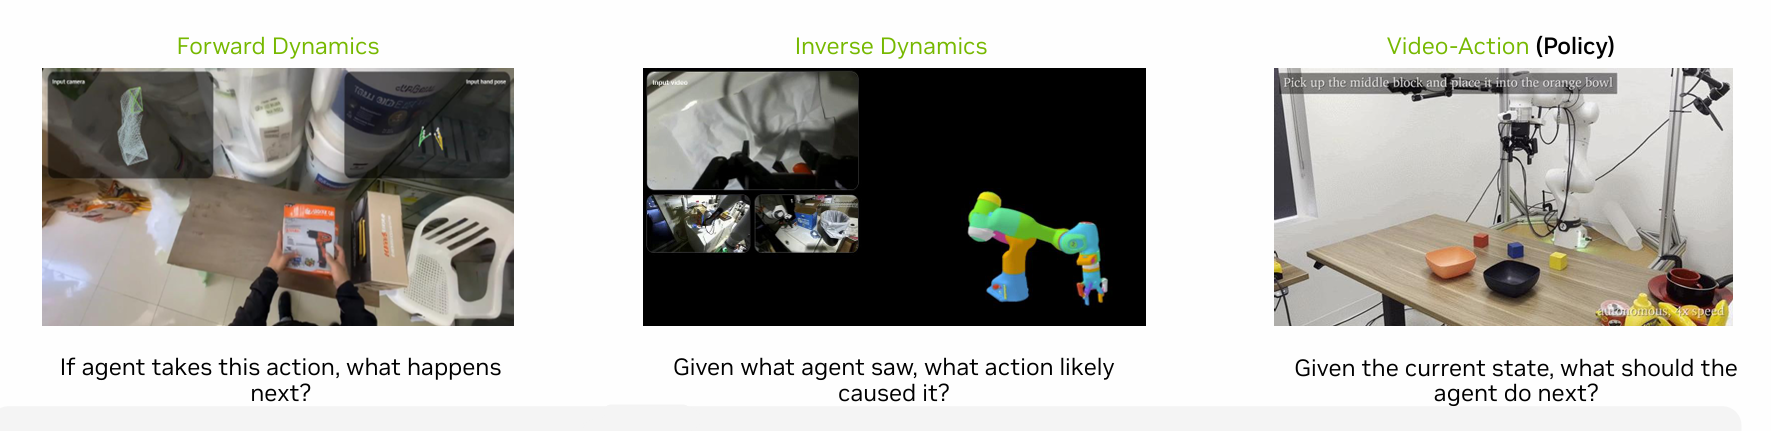 Forward Dynamics
Input camera
Input hand pose
If agent takes this action, what happens
next?
Inverse Dynamics
Input video
Given what agent saw, what action likely
caused it?
Video-Action (Policy)
Pick up the middle block and place it into the orange bowl
autonomous, 4x speed
Given the current state, what should the
agent do next?